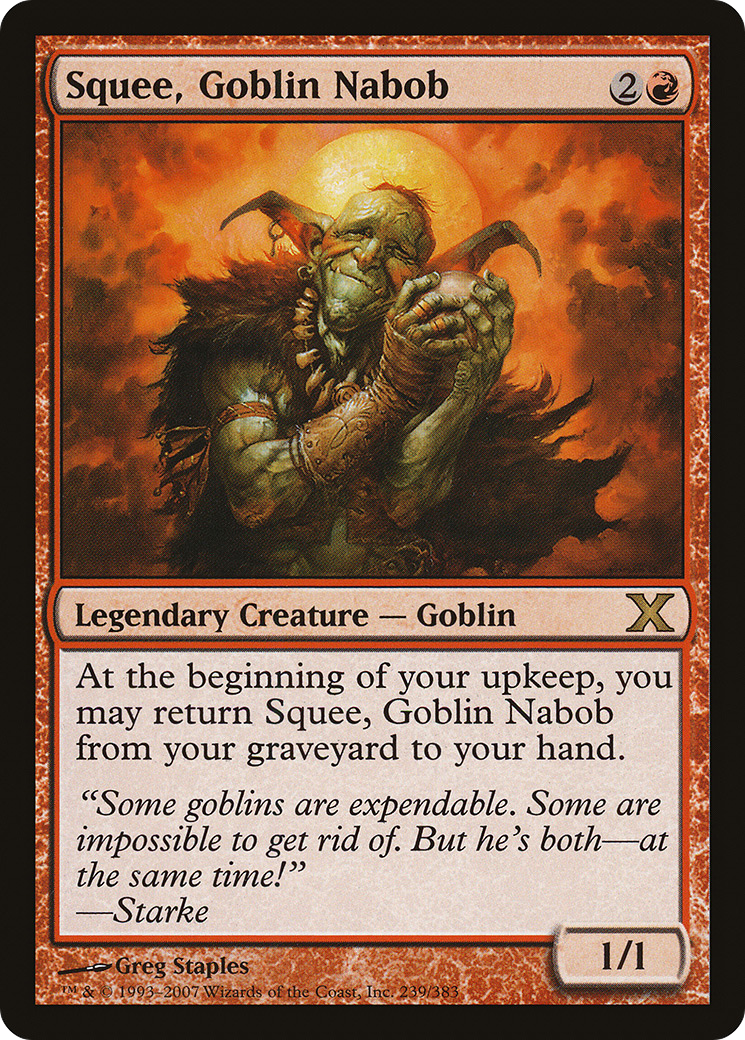 Squee, Goblin Nabob 2
Legendary Creature — Goblin X
At the beginning of your upkeep, you
may return Squee, Goblin Nabob
from your graveyard to your hand.
“Some goblins are expendable. Some are
impossible to get rid of. But he’s both—at
the same time!”
—Starke
1/1
Greg Staples
™ & © 1993–2007 Wizards of the Coast, Inc. 239/383